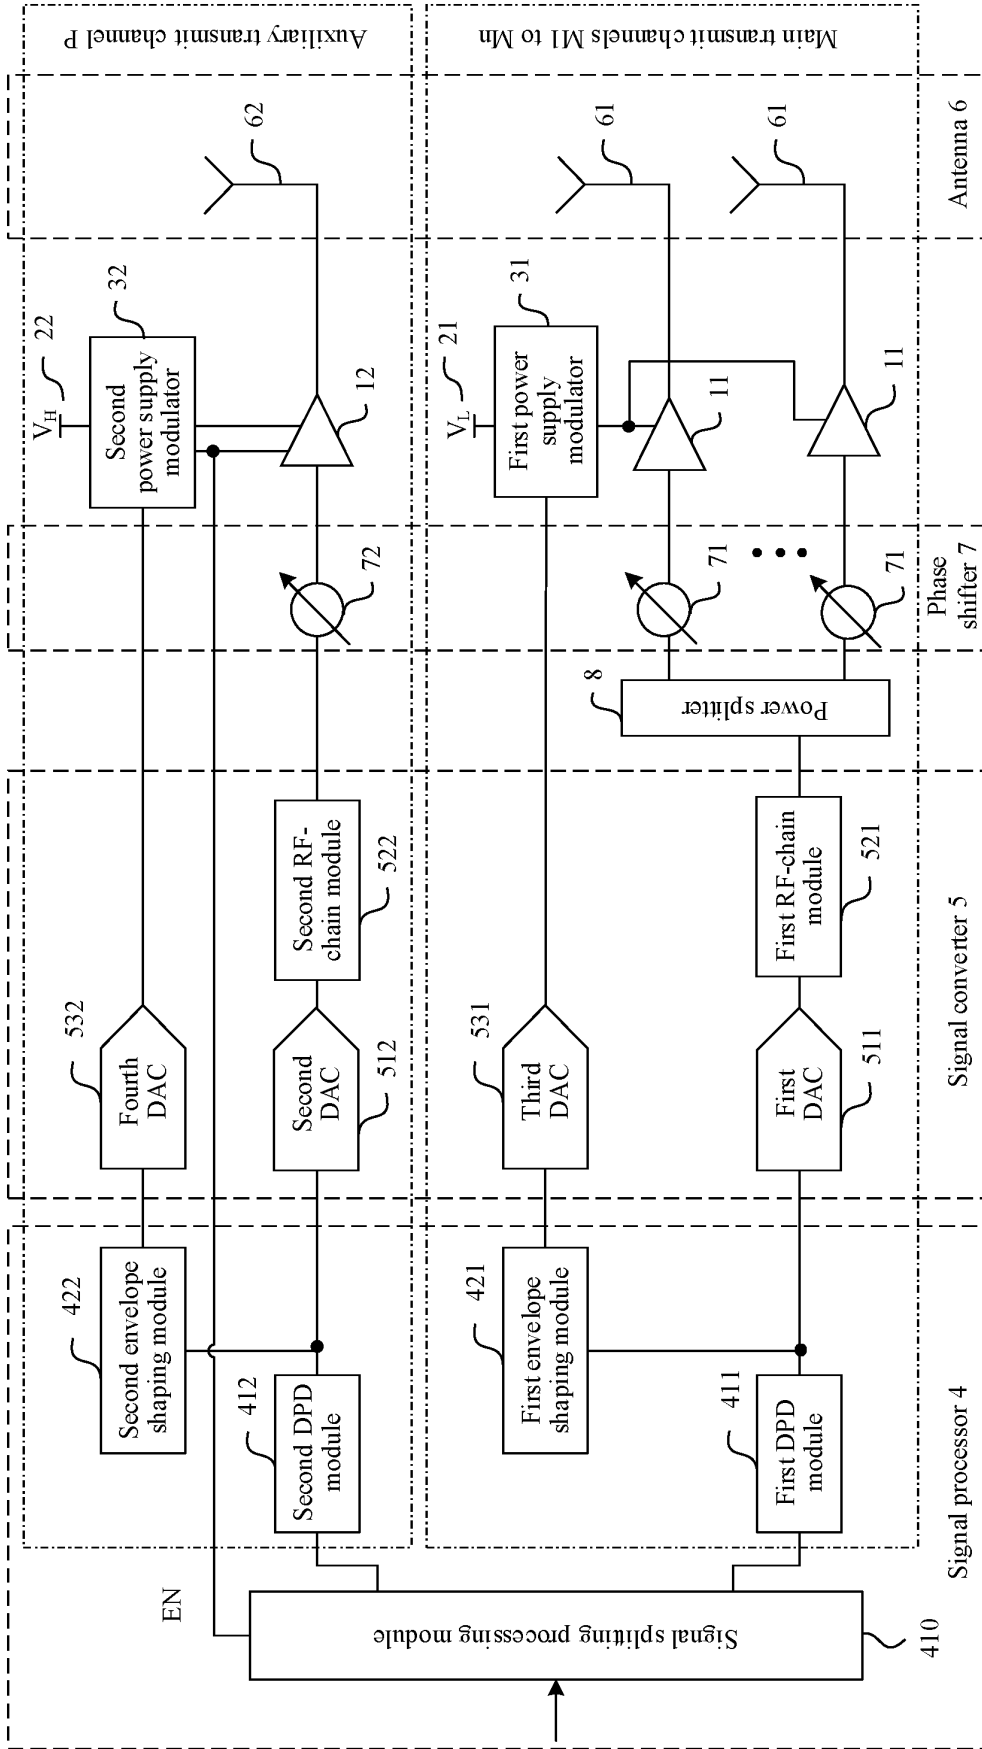 Auxiliary transmit channel P
Main transmit channels M1 to Mn
62
61
61
Antenna 6
22
V_H
32
Second
power supply
modulator
12
21
V_L
31
First power
supply
modulator
11
11
72
71
71
Phase
shifter 7
8
Power splitter
Second RF-
chain module
522
First RF-chain
module
521
532
Fourth
DAC
Second
DAC
512
531
Third
DAC
First
DAC
511
Signal converter 5
422
Second envelope
shaping module
412
Second DPD
module
421
First envelope
shaping module
411
First DPD
module
Signal processor 4
EN
Signal splitting processing module
410